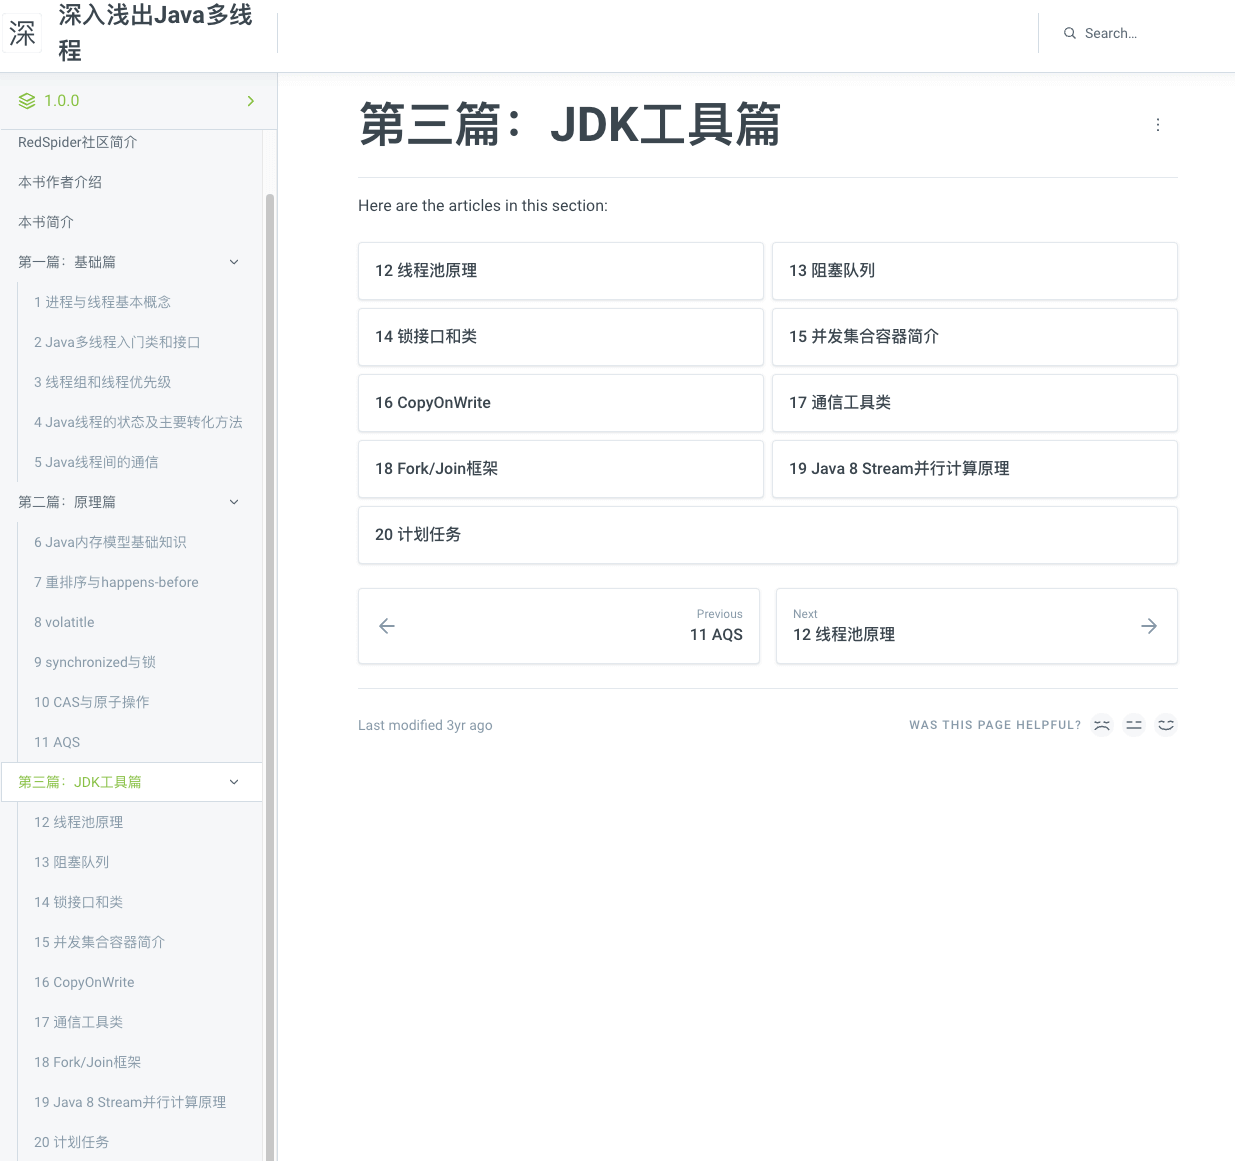 深
深入浅出Java多线
程
Search…
1.0.0
RedSpider社区简介
本书作者介绍
本书简介
第一篇：基础篇
1 进程与线程基本概念
2 Java多线程入门类和接口
3 线程组和线程优先级
4 Java线程的状态及主要转化方法
5 Java线程间的通信
第二篇：原理篇
6 Java内存模型基础知识
7 重排序与happens-before
8 volatitle
9 synchronized与锁
10 CAS与原子操作
11 AQS
第三篇：JDK工具篇
12 线程池原理
13 阻塞队列
14 锁接口和类
15 并发集合容器简介
16 CopyOnWrite
17 通信工具类
18 Fork/Join框架
19 Java 8 Stream并行计算原理
20 计划任务
第三篇：JDK工具篇
Here are the articles in this section:
12 线程池原理
13 阻塞队列
14 锁接口和类
15 并发集合容器简介
16 CopyOnWrite
17 通信工具类
18 Fork/Join框架
19 Java 8 Stream并行计算原理
20 计划任务
Previous
11 AQS
Next
12 线程池原理
Last modified 3yr ago
WAS THIS PAGE HELPFUL?